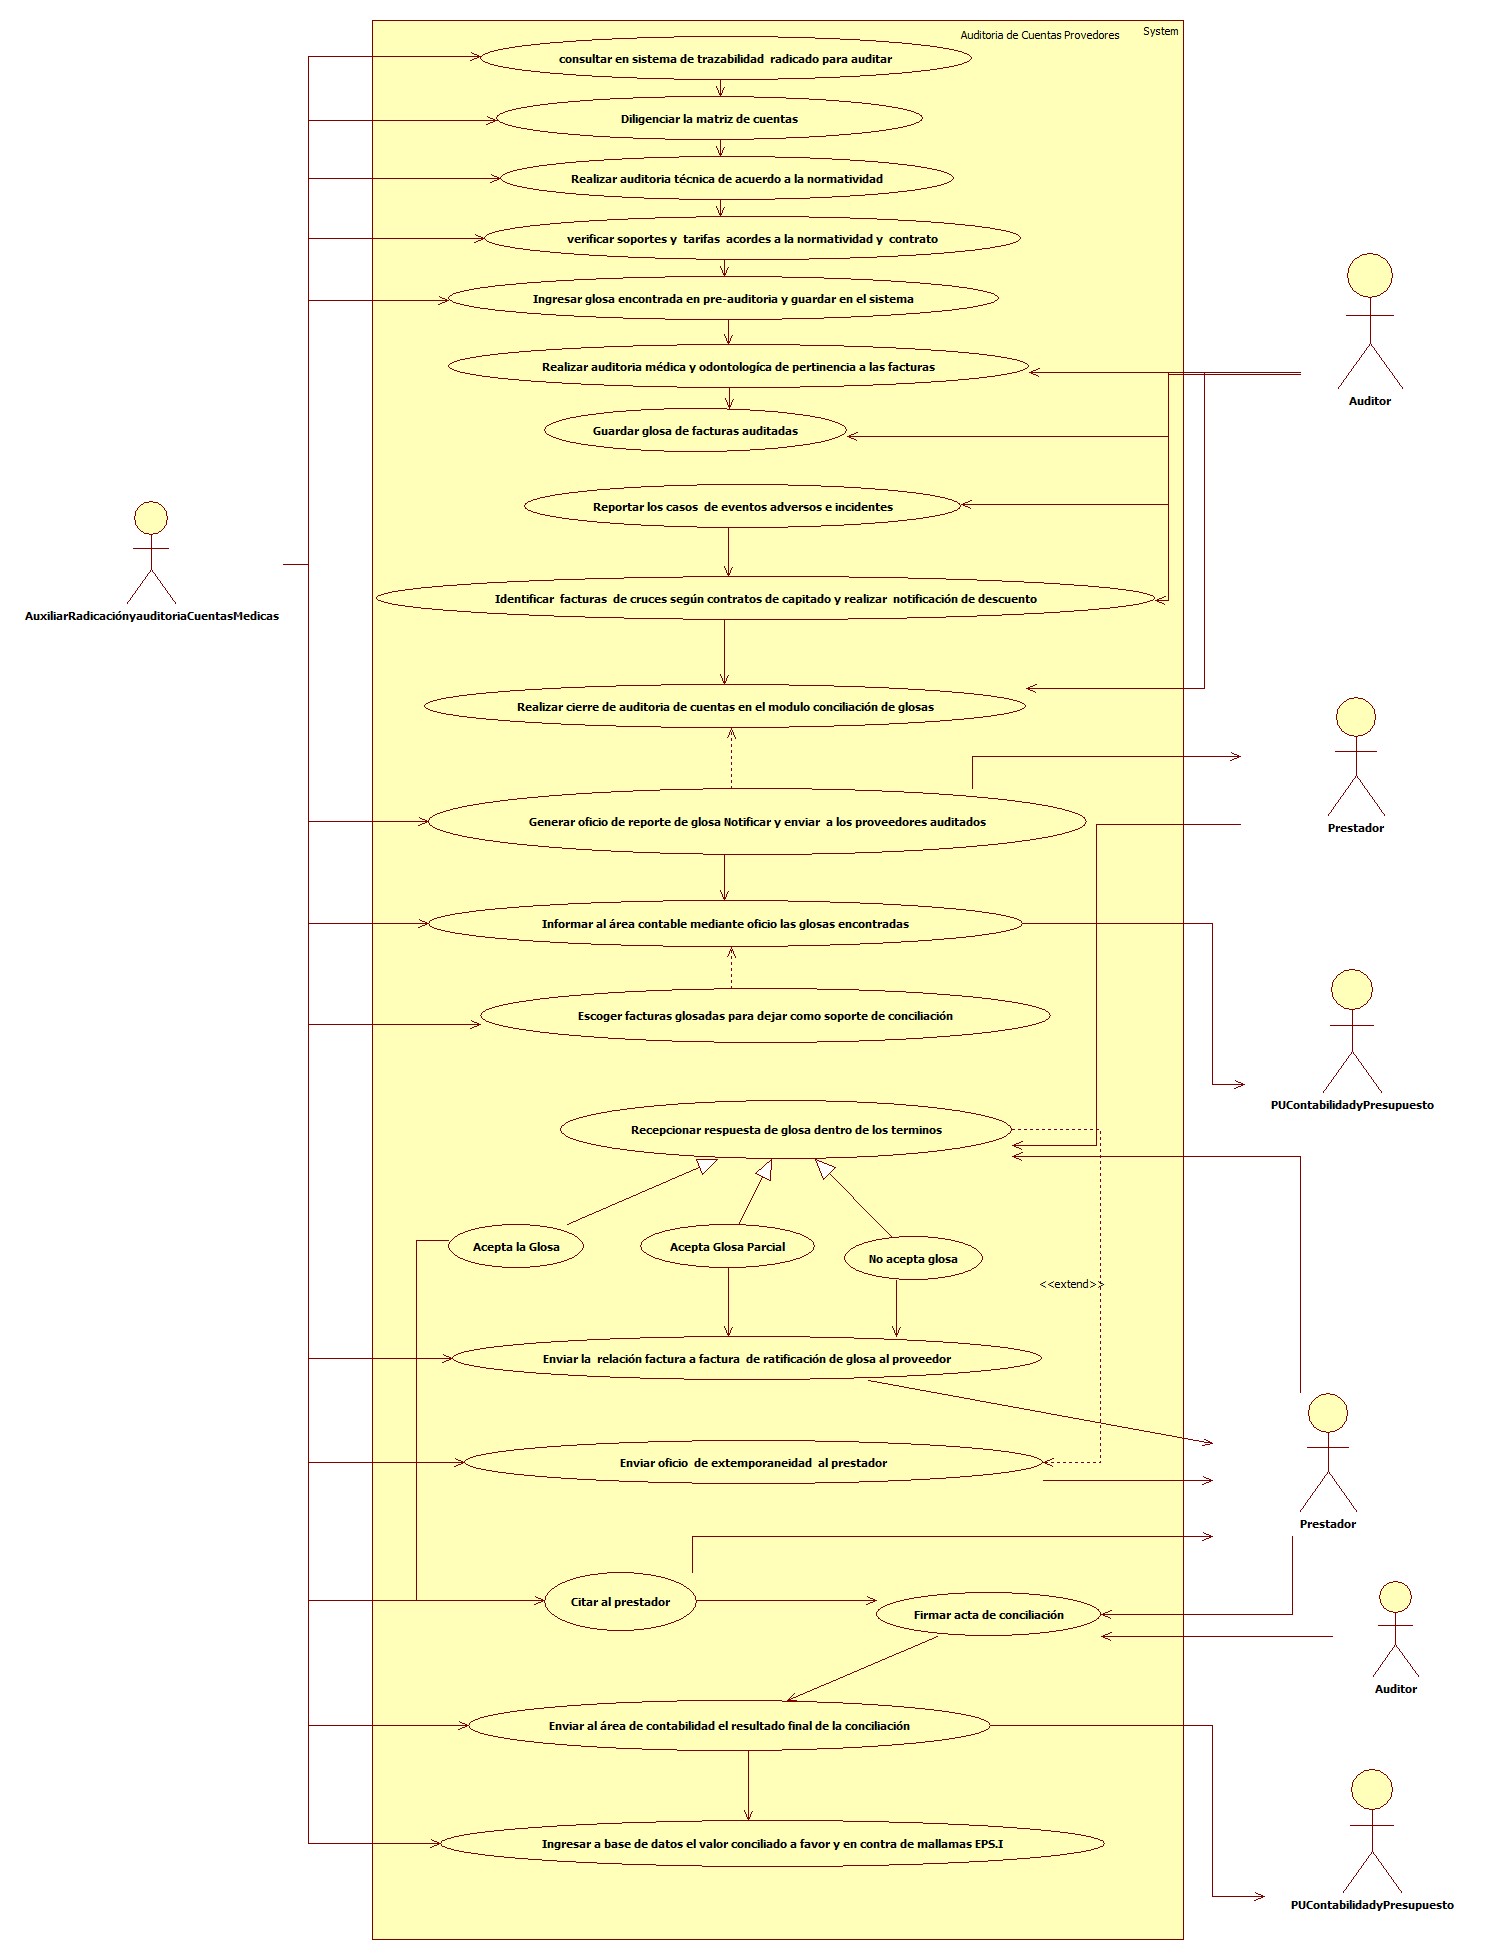 Auditoria de Cuentas Provedores
System
consultar en sistema de trazabilidad  radicado para auditar
Diligenciar la matriz de cuentas
Realizar auditoria técnica de acuerdo a la normatividad
verificar soportes y  tarifas  acordes a la normatividad y  contrato
Ingresar glosa encontrada en pre-auditoria y guardar en el sistema
Realizar auditoria médica y odontologíca de pertinencia a las facturas
Auditor
Guardar glosa de facturas auditadas
Reportar los casos  de eventos adversos e incidentes
Identificar  facturas  de cruces según contratos de capitado y realizar  notificación de descuento
AuxiliarRadicaciónyauditoriaCuentasMedicas
Realizar cierre de auditoria de cuentas en el modulo conciliación de glosas
Generar oficio de reporte de glosa Notificar y enviar  a los proveedores auditados
Prestador
Informar al área contable mediante oficio las glosas encontradas
Escoger facturas glosadas para dejar como soporte de conciliación
PUContabilidadyPresupuesto
Recepcionar respuesta de glosa dentro de los terminos
Acepta la Glosa
Acepta Glosa Parcial
No acepta glosa
<<extend>>
Enviar la  relación factura a factura  de ratificación de glosa al proveedor
Enviar oficio  de extemporaneidad  al prestador
Prestador
Citar al prestador
Firmar acta de conciliación
Auditor
Enviar al área de contabilidad el resultado final de la conciliación
Ingresar a base de datos el valor conciliado a favor y en contra de mallamas EPS.I
PUContabilidadyPresupuesto